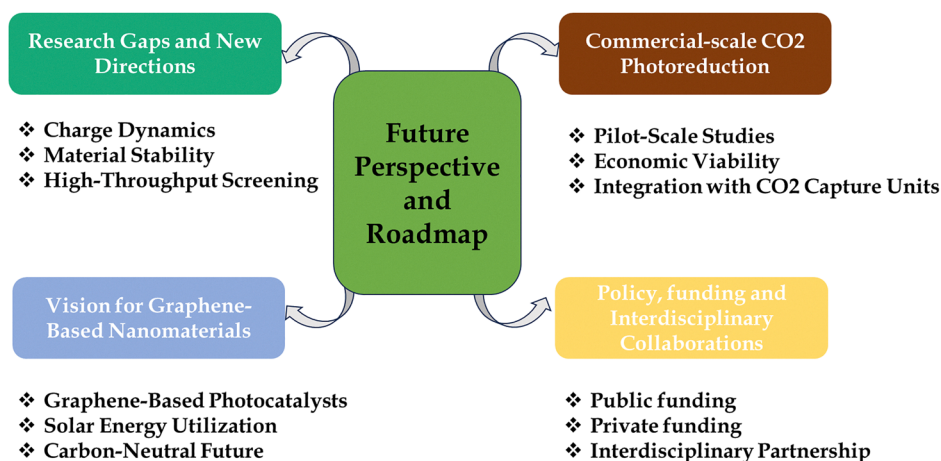 Research Gaps and New
Directions
❖ Charge Dynamics
❖ Material Stability
❖ High-Throughput Screening
Future
Perspective
and
Roadmap
Commercial-scale CO2
Photoreduction
❖ Pilot-Scale Studies
❖ Economic Viability
❖ Integration with CO2 Capture Units
Vision for Graphene-
Based Nanomaterials
❖ Graphene-Based Photocatalysts
❖ Solar Energy Utilization
❖ Carbon-Neutral Future
Policy, funding and
Interdisciplinary
Collaborations
❖ Public funding
❖ Private funding
❖ Interdisciplinary Partnership